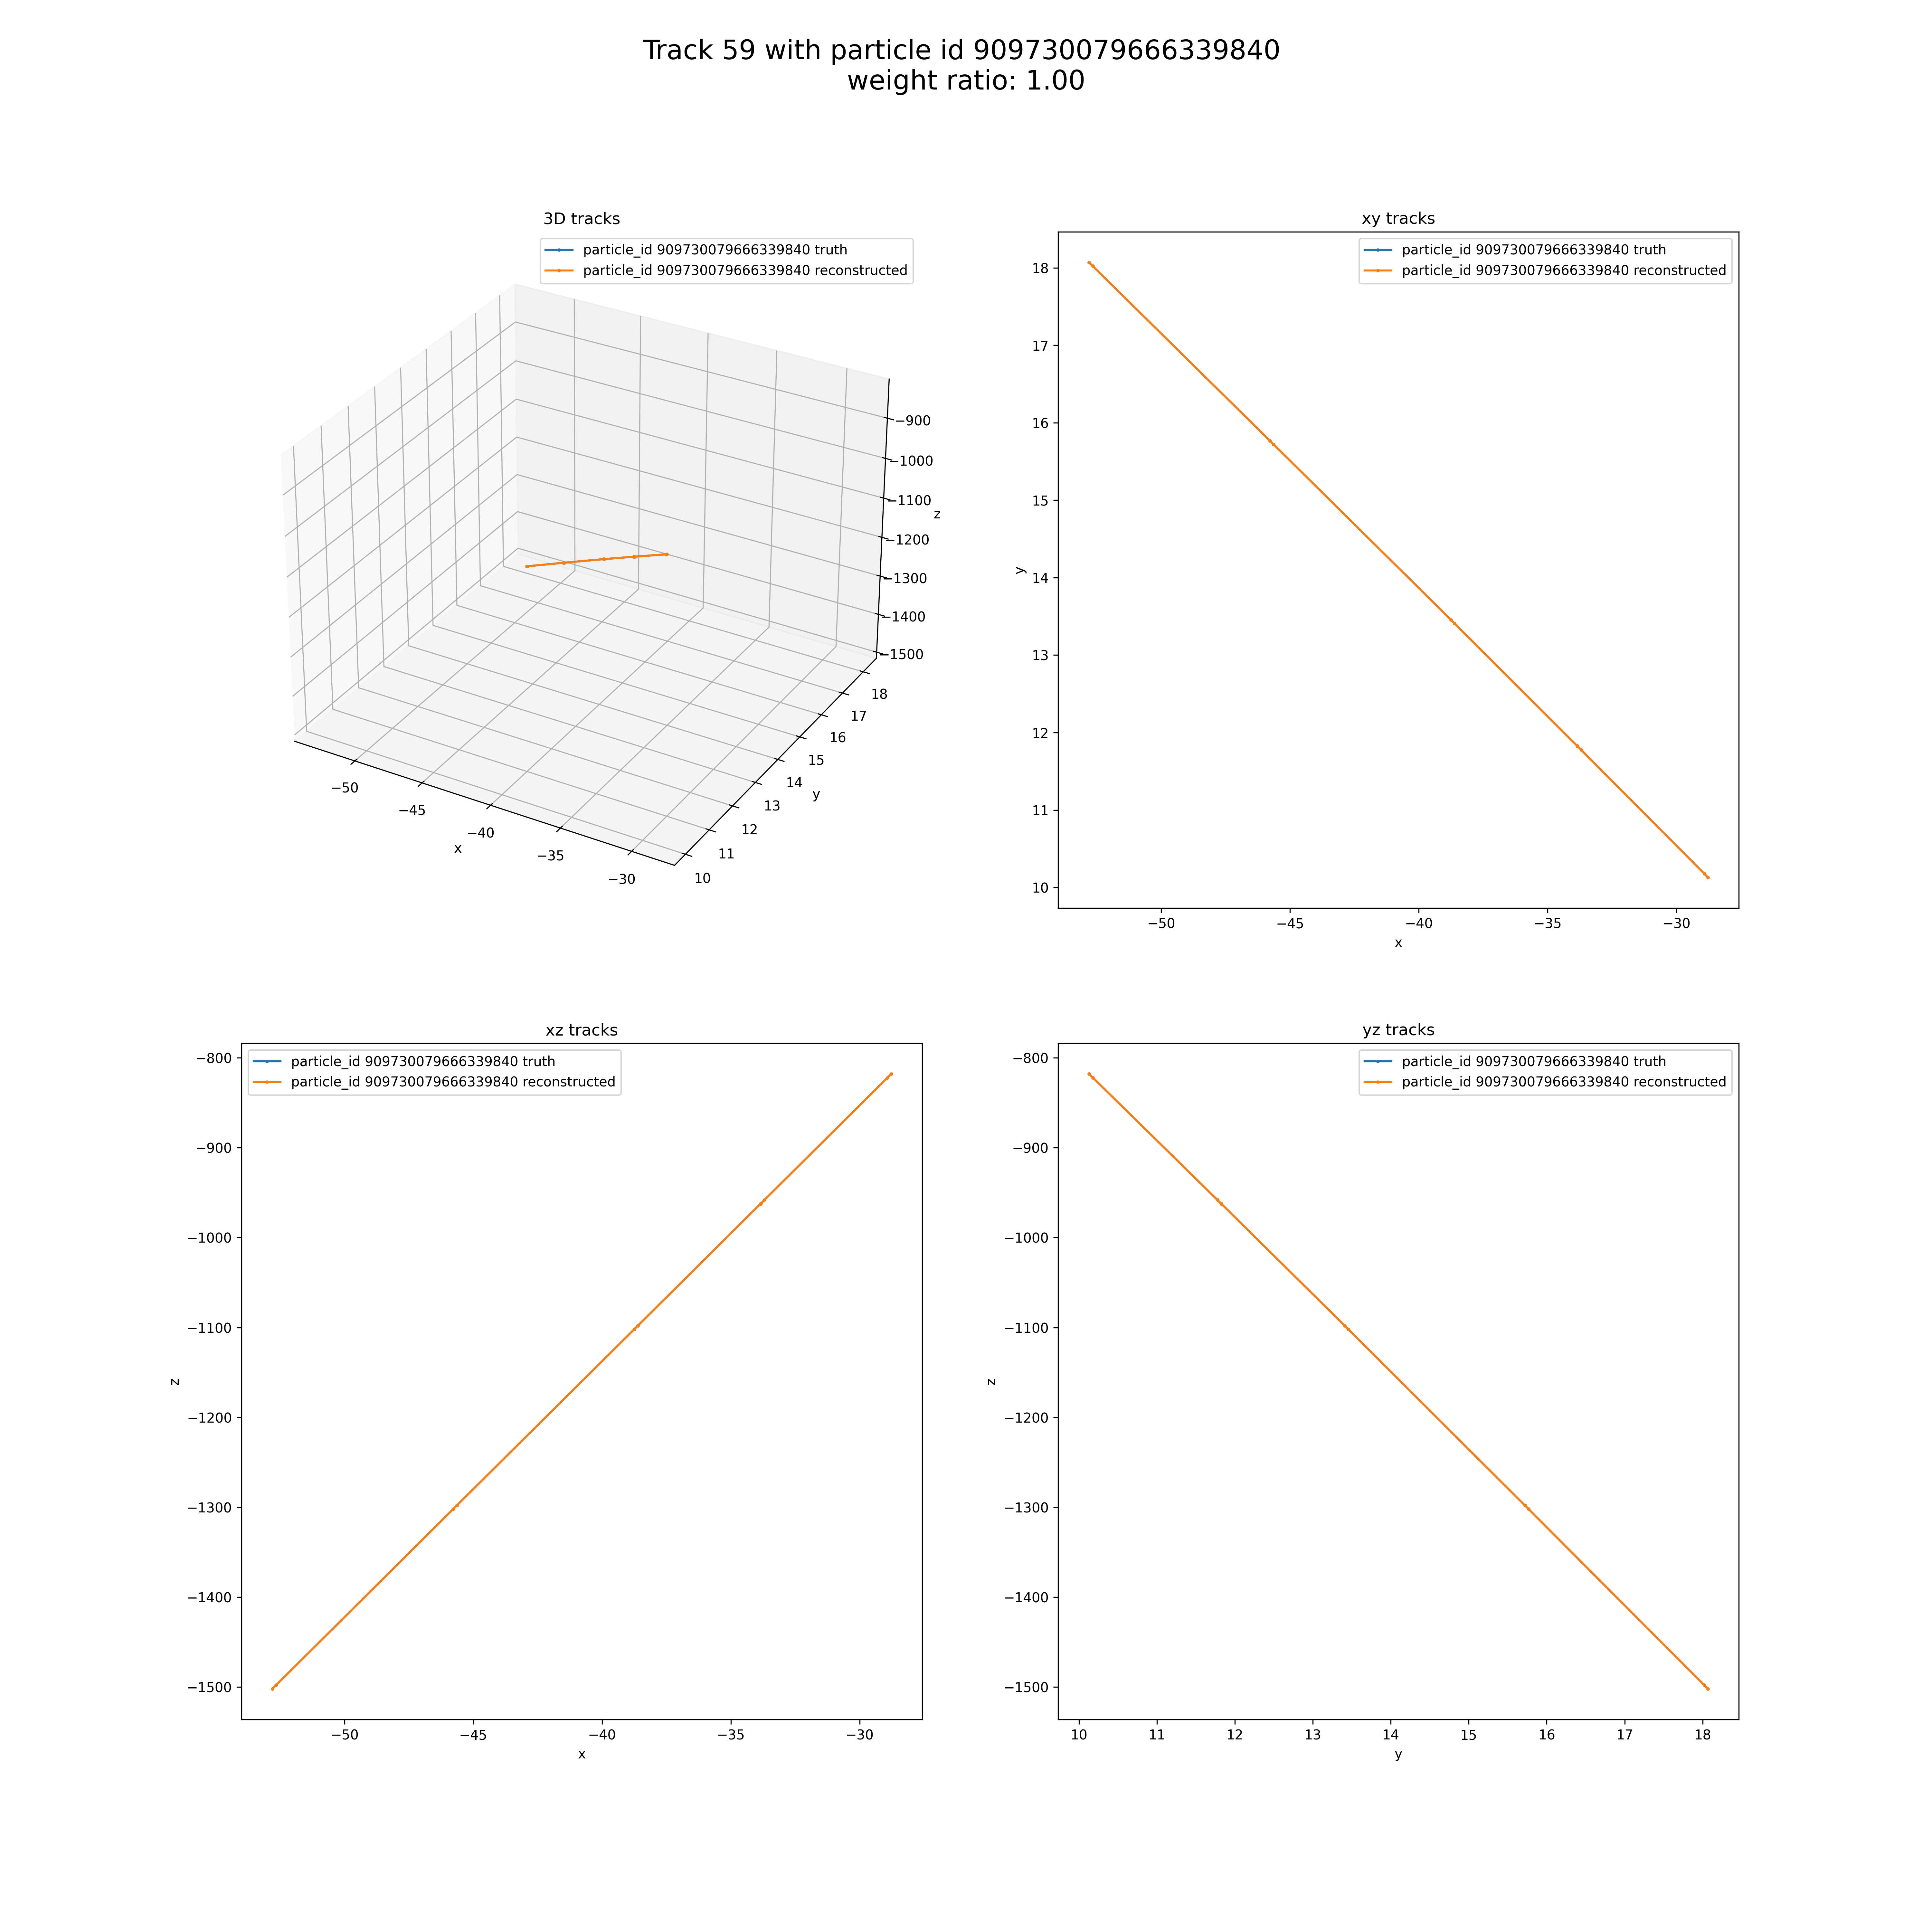 Track 59 with particle id 909730079666339840
weight ratio: 1.00
3D tracks
particle_id 909730079666339840 truth
particle_id 909730079666339840 reconstructed
−900
−1000
−1100
z
−1200
−1300
−1400
−1500
18
17
16
15
14
y
13
12
11
10
−50
−45
−40
x
−35
−30
xy tracks
particle_id 909730079666339840 truth
particle_id 909730079666339840 reconstructed
18
17
16
15
y
14
13
12
11
10
−50 −45 −40 −35 −30
x
xz tracks
particle_id 909730079666339840 truth
particle_id 909730079666339840 reconstructed
−800
−900
−1000
−1100
z
−1200
−1300
−1400
−1500
−50 −45 −40 −35 −30
x
yz tracks
particle_id 909730079666339840 truth
particle_id 909730079666339840 reconstructed
−800
−900
−1000
−1100
z
−1200
−1300
−1400
−1500
10 11 12 13 14 15 16 17 18
y